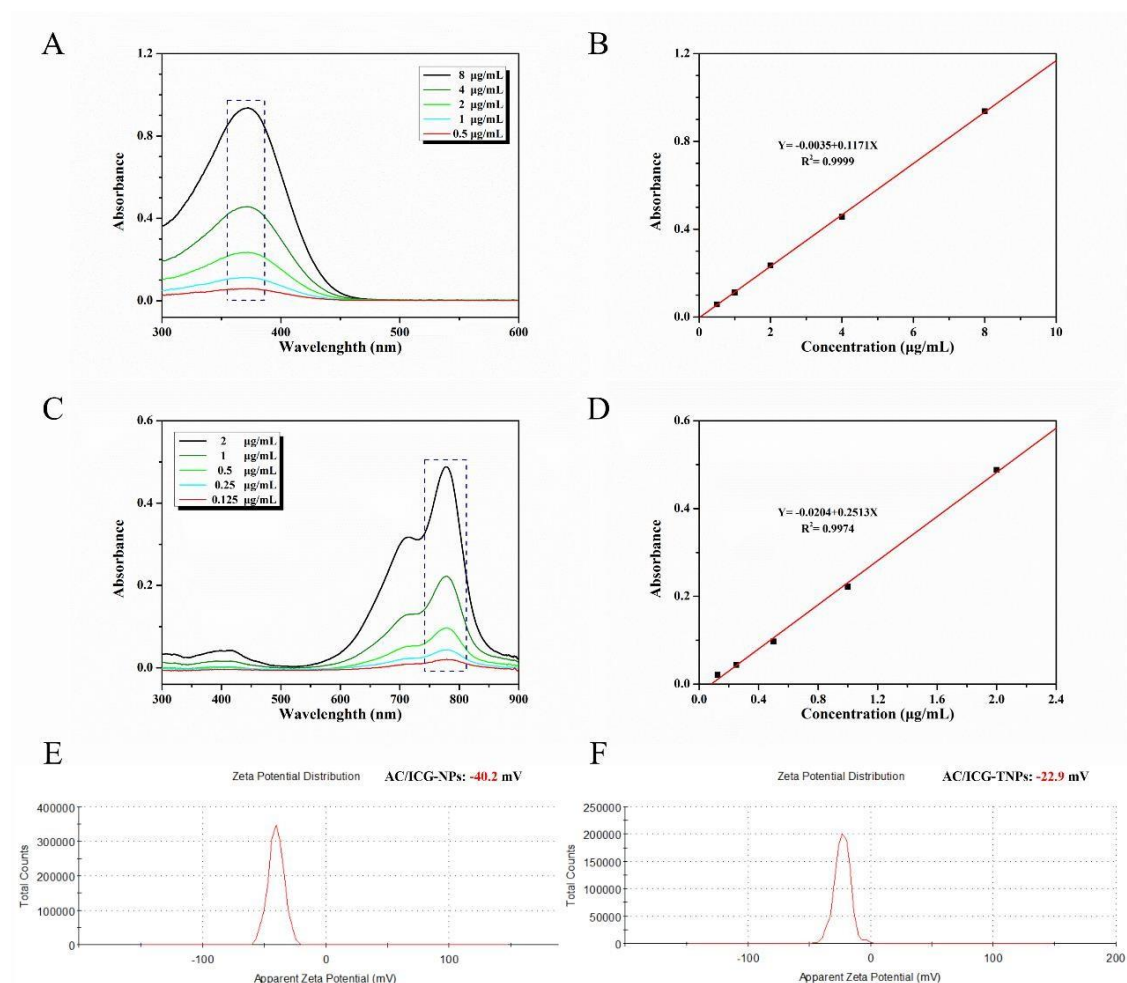 A
B
1.2
0.8
0.4
0.0
Absorbance
300
400
500
600
Wavelenghth (nm)
8 μg/mL
4 μg/mL
2 μg/mL
1 μg/mL
0.5 μg/mL
1.2
0.8
0.4
0.0
Absorbance
0
2
4
6
8
10
Concentration (μg/mL)
Y= -0.0035+0.1171X
R²= 0.9999
C
D
0.6
0.4
0.2
0.0
Absorbance
300
400
500
600
700
800
900
Wavelenghth (nm)
2 μg/mL
1 μg/mL
0.5 μg/mL
0.25 μg/mL
0.125 μg/mL
0.6
0.4
0.2
0.0
Absorbance
0.0
0.4
0.8
1.2
1.6
2.0
2.4
Concentration (μg/mL)
Y= -0.0204+0.2513X
R²= 0.9974
E
F
Zeta Potential Distribution
AC/ICG-NPs: -40.2 mV
400000
300000
200000
100000
0
Total Counts
-100
0
100
Apparent Zeta Potential (mV)
Zeta Potential Distribution
AC/ICG-TNPs: -22.9 mV
250000
200000
150000
100000
50000
0
Total Counts
-100
0
100
200
Apparent Zeta Potential (mV)